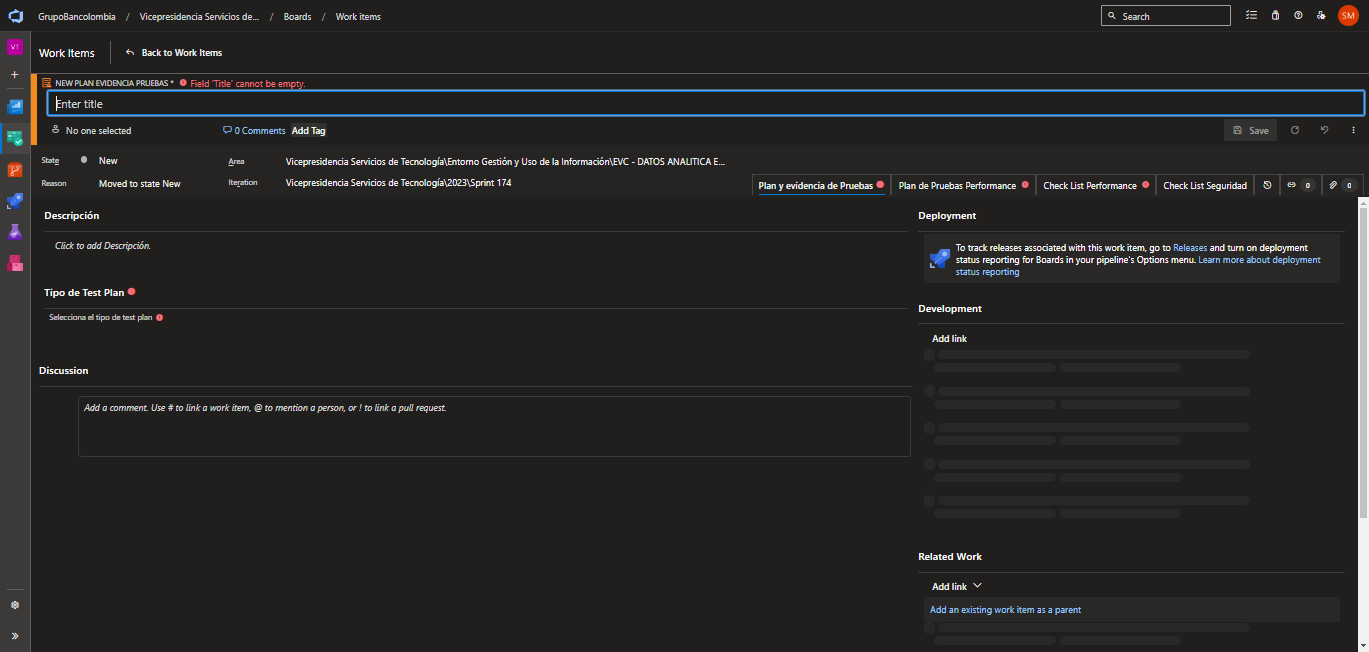 GrupoBancolombia / Vicepresidencia Servicios de... / Boards / Work items
Search
SM
VT
Work Items
Back to Work Items
NEW PLAN EVIDENCIA PRUEBAS * Field 'Title' cannot be empty.
Enter title
No one selected
0 Comments
Add Tag
Save
State
New
Area
Vicepresidencia Servicios de Tecnología\Entorno Gestión y Uso de la Información\EVC - DATOS ANALITICA E...
Reason
Moved to state New
Iteration
Vicepresidencia Servicios de Tecnología\2023\Sprint 174
Plan y evidencia de Pruebas
Plan de Pruebas Performance
Check List Performance
Check List Seguridad
0
0
Descripción
Click to add Descripción.
Tipo de Test Plan
Selecciona el tipo de test plan
Discussion
Add a comment. Use # to link a work item, @ to mention a person, or ! to link a pull request.
Deployment
To track releases associated with this work item, go to Releases and turn on deployment
status reporting for Boards in your pipeline's Options menu. Learn more about deployment
status reporting
Development
Add link
Related Work
Add link
Add an existing work item as a parent